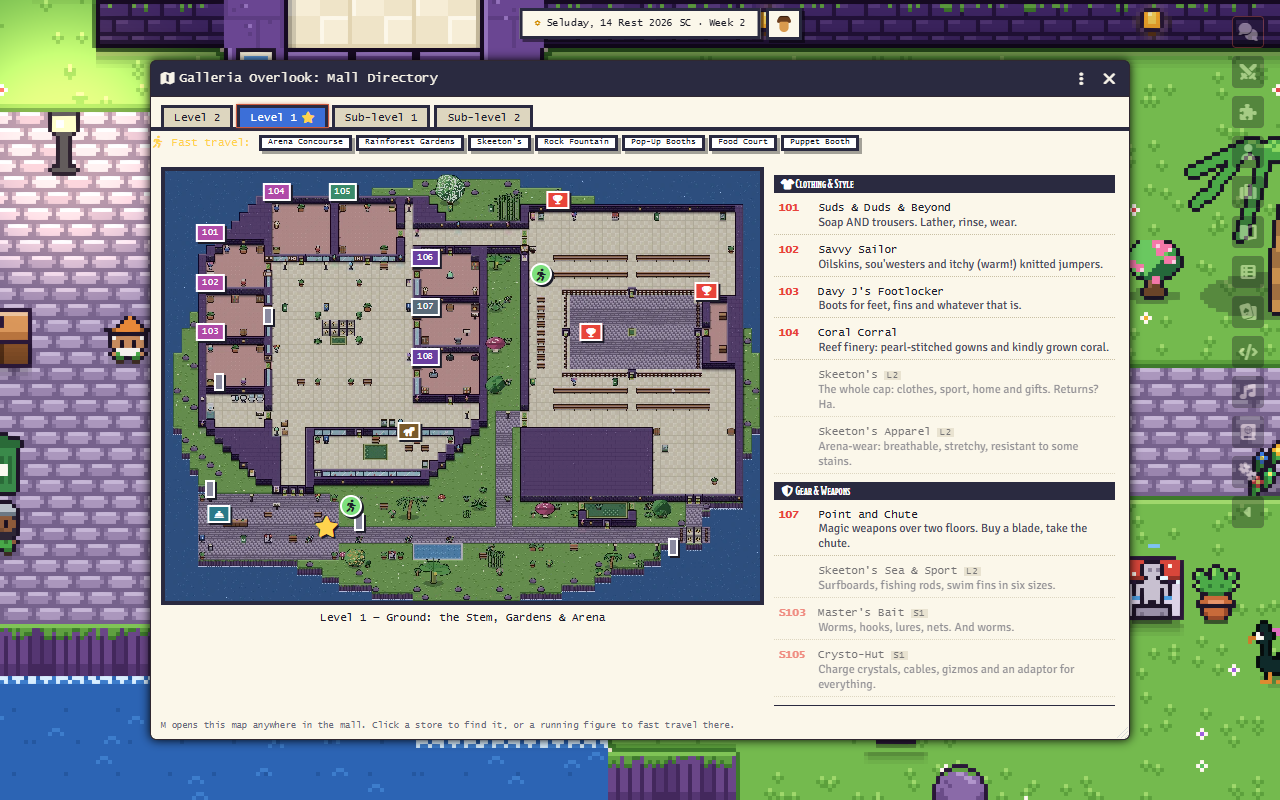 Seluday, 14 Rest 2026 SC · Week 2
Galleria Overlook: Mall Directory
Level 2
Level 1
Sub-level 1
Sub-level 2
Fast travel:
Arena Concourse
Rainforest Gardens
Skeeton's
Rock Fountain
Pop-Up Booths
Food Court
Puppet Booth
104
105
101
106
102
107
103
108
Level 1 — Ground: the Stem, Gardens & Arena
Clothing & Style
101 Suds & Duds & Beyond
Soap AND trousers. Lather, rinse, wear.
102 Savvy Sailor
Oilskins, sou'westers and itchy (warm!) knitted jumpers.
103 Davy J's Footlocker
Boots for feet, fins and whatever that is.
104 Coral Corral
Reef finery: pearl-stitched gowns and kindly grown coral.
Skeeton's L2
The whole cap: clothes, sport, home and gifts. Returns?
Ha.
Skeeton's Apparel L2
Arena-wear: breathable, stretchy, resistant to some
stains.
Gear & Weapons
107 Point and Chute
Magic weapons over two floors. Buy a blade, take the
chute.
Skeeton's Sea & Sport L2
Surfboards, fishing rods, swim fins in six sizes.
S103 Master's Bait S1
Worms, hooks, lures, nets. And worms.
S105 Crysto-Hut S1
Charge crystals, cables, gizmos and an adaptor for
everything.
M opens this map anywhere in the mall. Click a store to find it, or a running figure to fast travel there.